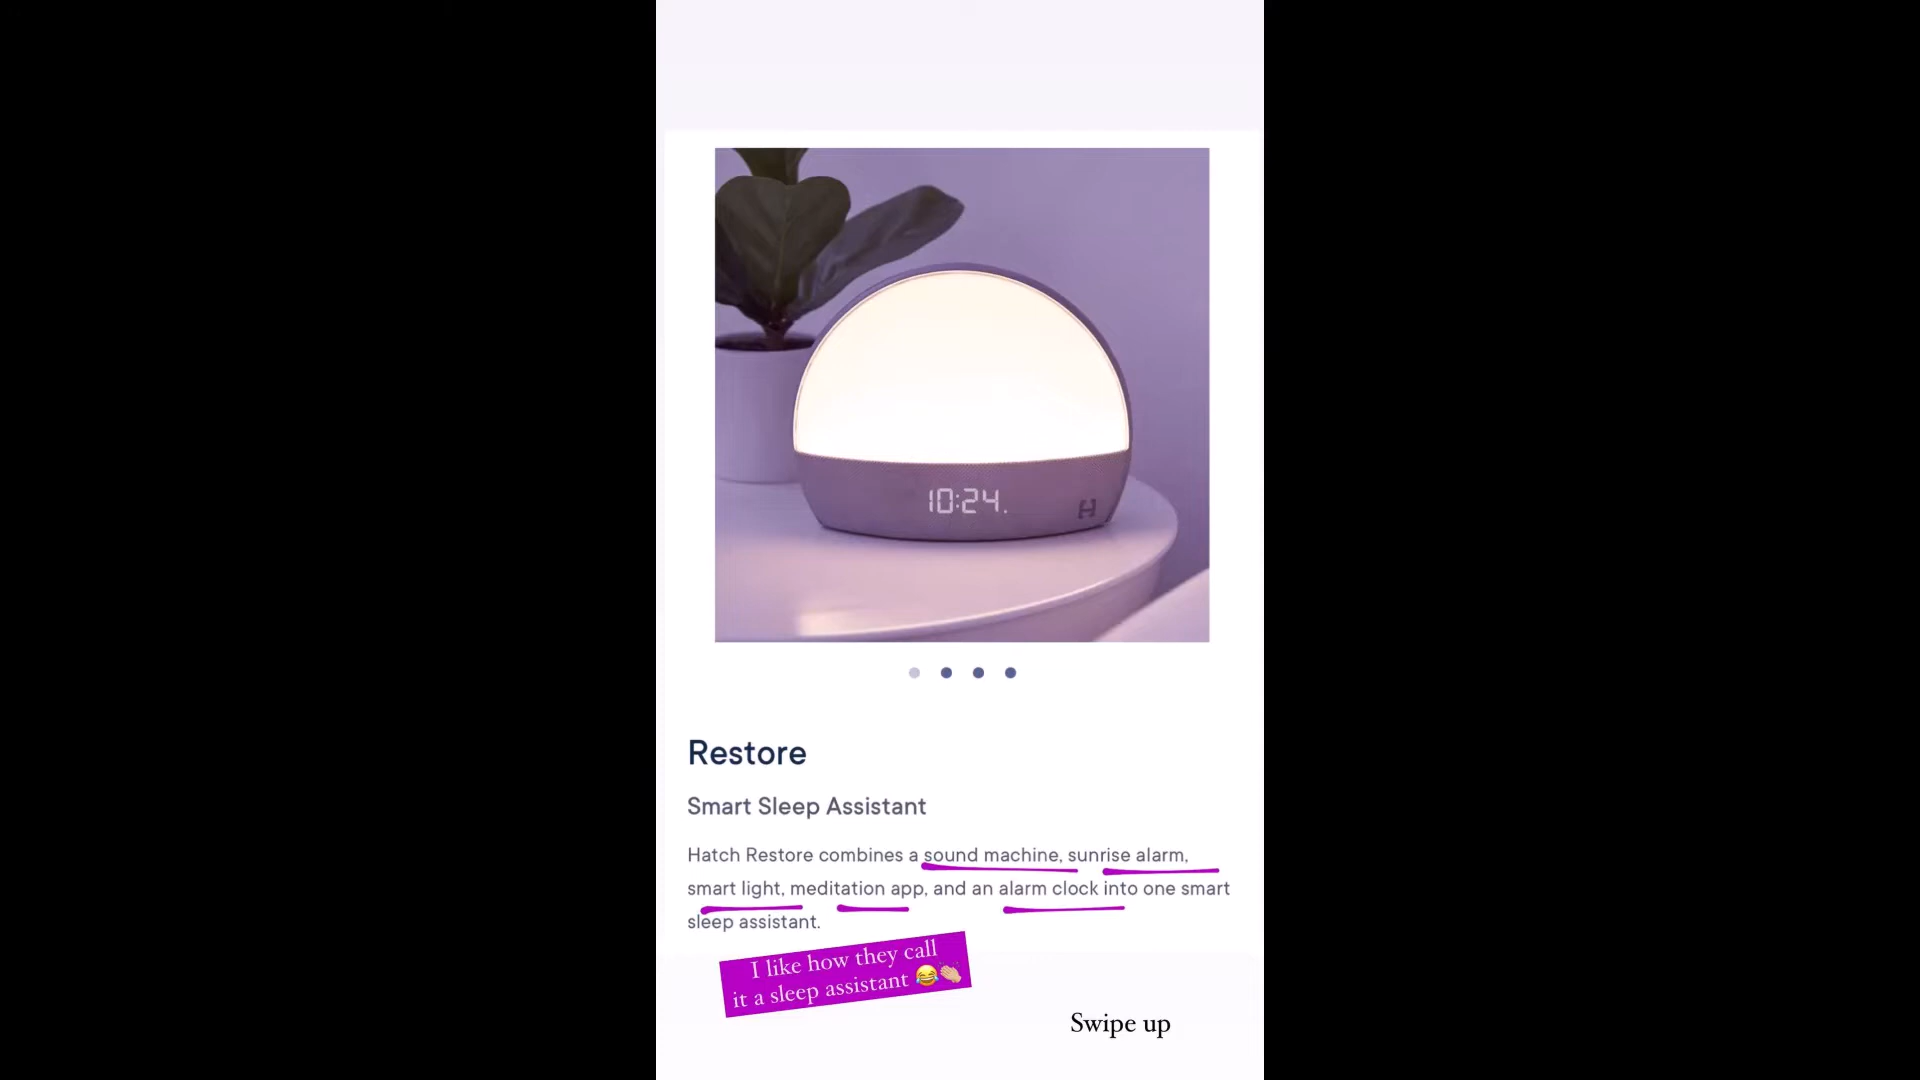 10:24.
H
Restore
Smart Sleep Assistant
Hatch Restore combines a sound machine, sunrise alarm,
smart light, meditation app, and an alarm clock into one smart
sleep assistant.
I like how they call
it a sleep assistant 😂👏🏼
Swipe up